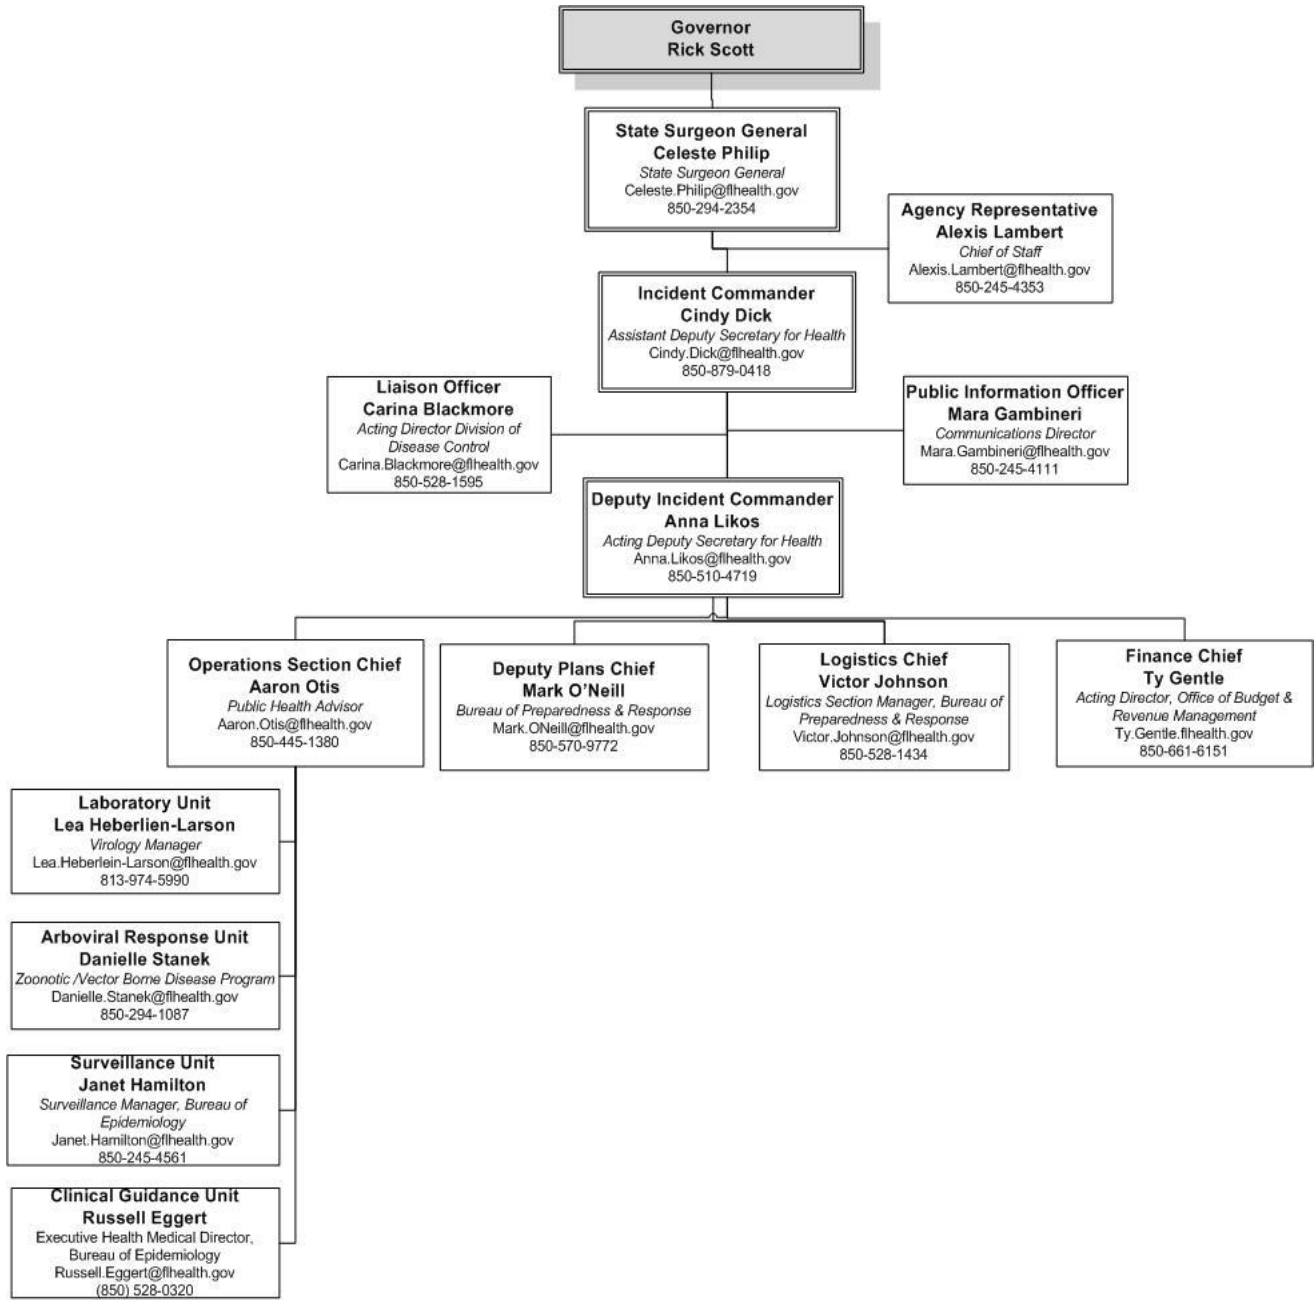 Governor
Rick Scott
State Surgeon General
Celeste Philip
State Surgeon General
Celeste.Philip@flhealth.gov
850-294-2354
Agency Representative
Alexis Lambert
Chief of Staff
Alexis.Lambert@flhealth.gov
850-245-4353
Incident Commander
Cindy Dick
Assistant Deputy Secretary for Health
Cindy.Dick@flhealth.gov
850-879-0418
Liaison Officer
Carina Blackmore
Acting Director Division of
Disease Control
Carina.Blackmore@flhealth.gov
850-528-1595
Public Information Officer
Mara Gambineri
Communications Director
Mara.Gambineri@flhealth.gov
850-245-4111
Deputy Incident Commander
Anna Likos
Acting Deputy Secretary for Health
Anna.Likos@flhealth.gov
850-510-4719
Operations Section Chief
Aaron Otis
Public Health Advisor
Aaron.Otis@flhealth.gov
850-445-1380
Deputy Plans Chief
Mark O'Neill
Bureau of Preparedness & Response
Mark.ONeill@flhealth.gov
850-570-9772
Logistics Chief
Victor Johnson
Logistics Section Manager, Bureau of
Preparedness & Response
Victor.Johnson@flhealth.gov
850-528-1434
Finance Chief
Ty Gentle
Acting Director, Office of Budget &
Revenue Management
Ty.Gentle.flhealth.gov
850-661-6151
Laboratory Unit
Lea Heberlien-Larson
Virology Manager
Lea.Heberlein-Larson@flhealth.gov
813-974-5990
Arboviral Response Unit
Danielle Stanek
Zoonotic /Vector Borne Disease Program
Danielle.Stanek@flhealth.gov
850-294-1087
Surveillance Unit
Janet Hamilton
Surveillance Manager, Bureau of
Epidemiology
Janet.Hamilton@flhealth.gov
850-245-4561
Clinical Guidance Unit
Russell Eggert
Executive Health Medical Director,
Bureau of Epidemiology
Russell.Eggert@flhealth.gov
(850) 528-0320